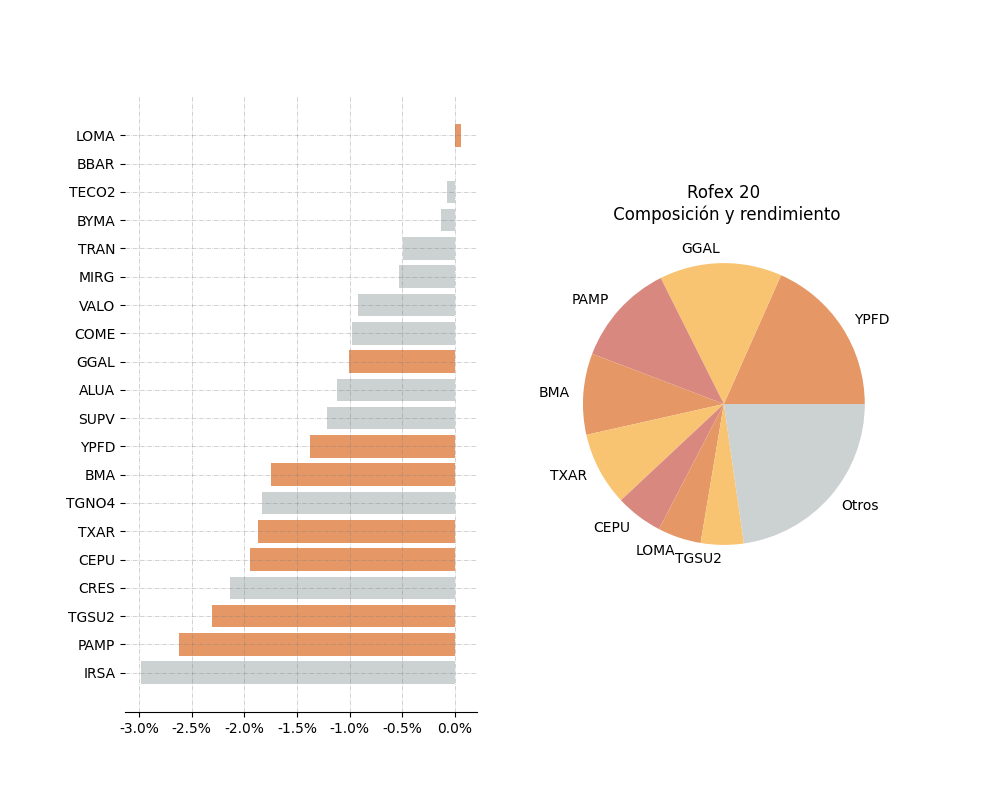 LOMA
BBAR
TECO2
BYMA
TRAN
MIRG
VALO
COME
GGAL
ALUA
SUPV
YPFD
BMA
TGNO4
TXAR
CEPU
CRES
TGSU2
PAMP
IRSA
-3.0% -2.5% -2.0% -1.5% -1.0% -0.5% 0.0%
Rofex 20
Composición y rendimiento
GGAL
PAMP
YPFD
BMA
TXAR
Otros
CEPU
LOMA
TGSU2